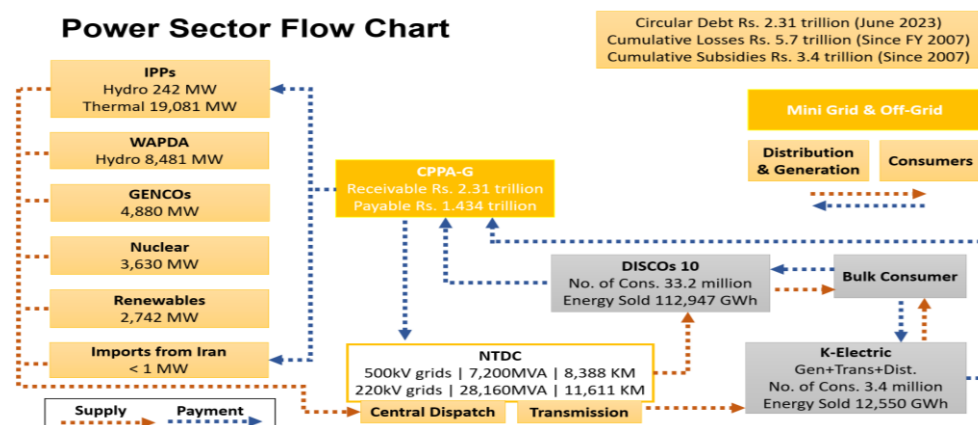 Power Sector Flow Chart
Circular Debt Rs. 2.31 trillion (June 2023)
Cumulative Losses Rs. 5.7 trillion (Since FY 2007)
Cumulative Subsidies Rs. 3.4 trillion (Since 2007)
IPPs
Hydro 242 MW
Thermal 19,081 MW
WAPDA
Hydro 8,481 MW
GENCOs
4,880 MW
Nuclear
3,630 MW
Renewables
2,742 MW
Imports from Iran
< 1 MW
Supply
Payment
CPPA-G
Receivable Rs. 2.31 trillion
Payable Rs. 1.434 trillion
Mini Grid & Off-Grid
Distribution
& Generation
Consumers
DISCOs 10
No. of Cons. 33.2 million
Energy Sold 112,947 GWh
Bulk Consumer
NTDC
500kV grids | 7,200MVA | 8,388 KM
220kV grids | 28,160MVA | 11,611 KM
Central Dispatch
Transmission
K-Electric
Gen+Trans+Dist.
No. of Cons. 3.4 million
Energy Sold 12,550 GWh